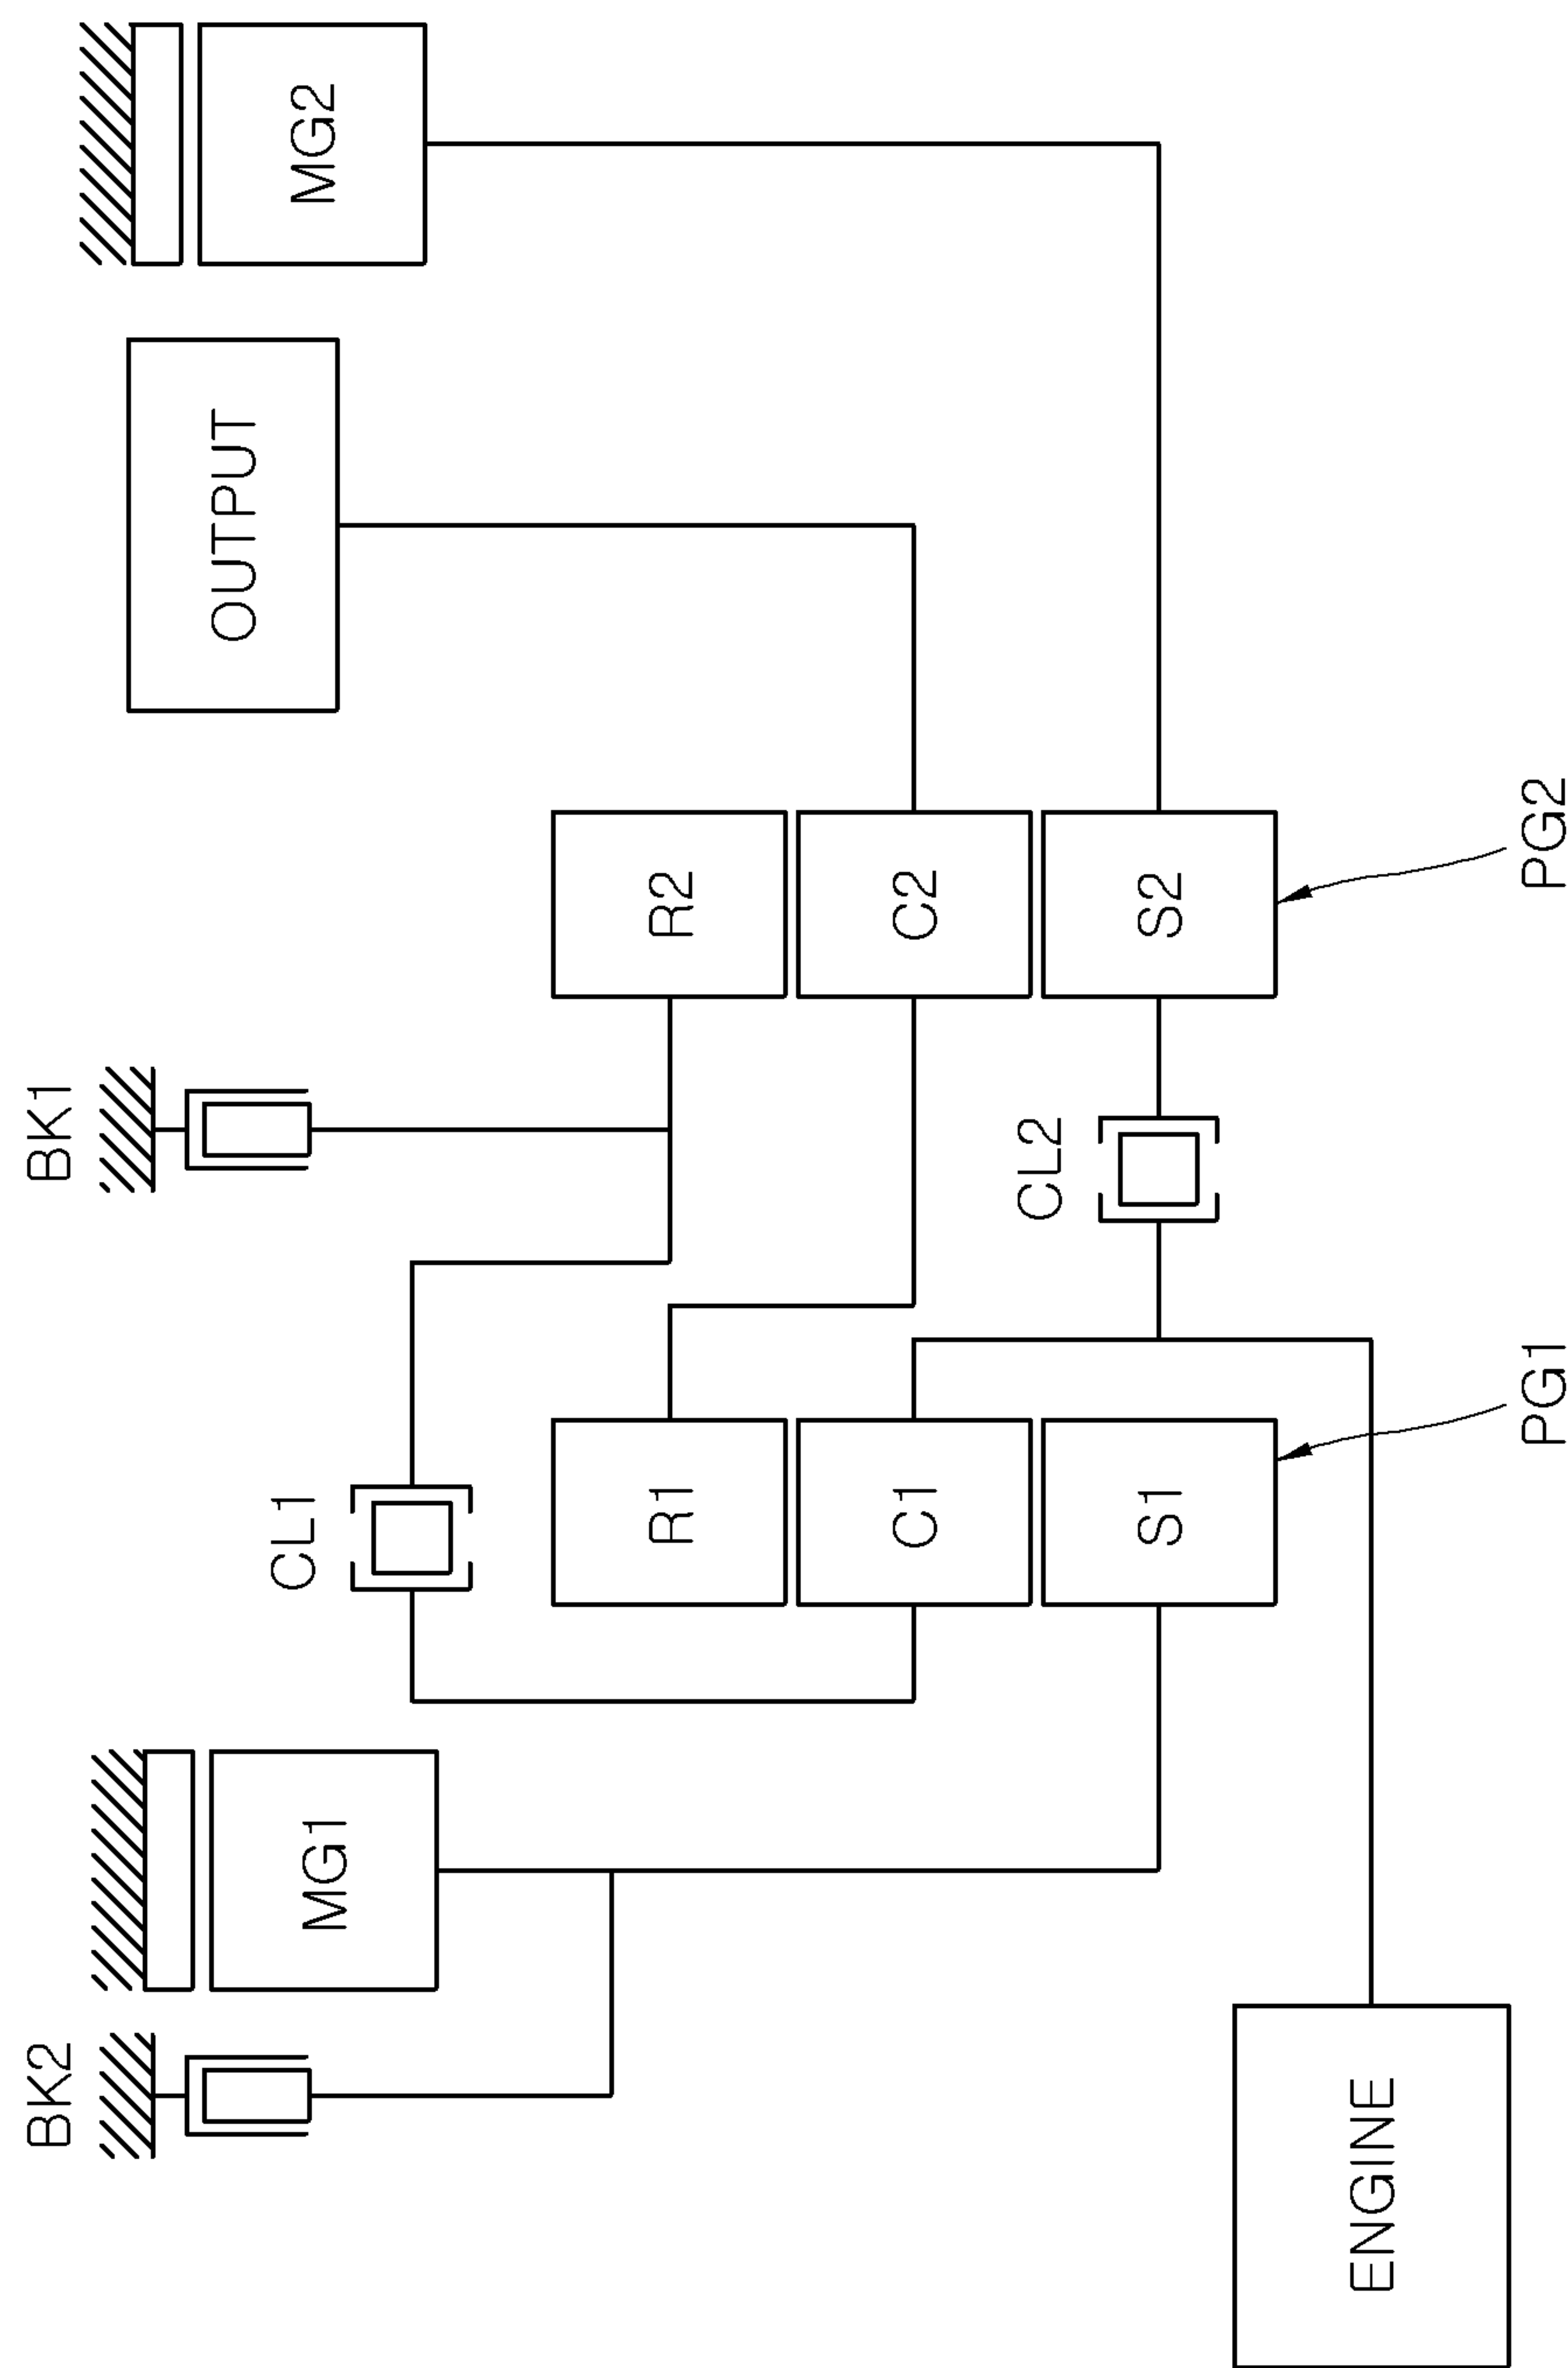 BK2
BK1
MG1
CL1
OUTPUT
MG2
R1
R2
C1
C2
CL2
S1
S2
ENGINE
PG1
PG2